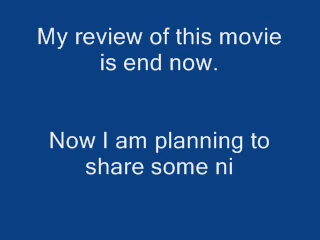 My review of this movie
is end now.
Now I am planning to
share some ni